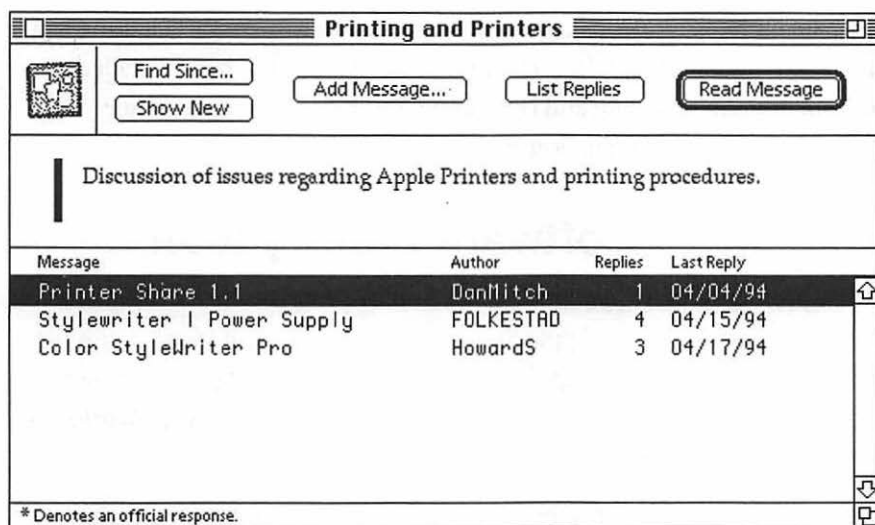 Printing and Printers
Find Since...
Show New
Add Message...
List Replies
Read Message
Discussion of issues regarding Apple Printers and printing procedures.
Message Author Replies Last Reply
Printer Share 1.1 DanMitch 1 04/04/94
Stylewriter I Power Supply FOLKESTAD 4 04/15/94
Color StyleWriter Pro HowardS 3 04/17/94
* Denotes an official response.